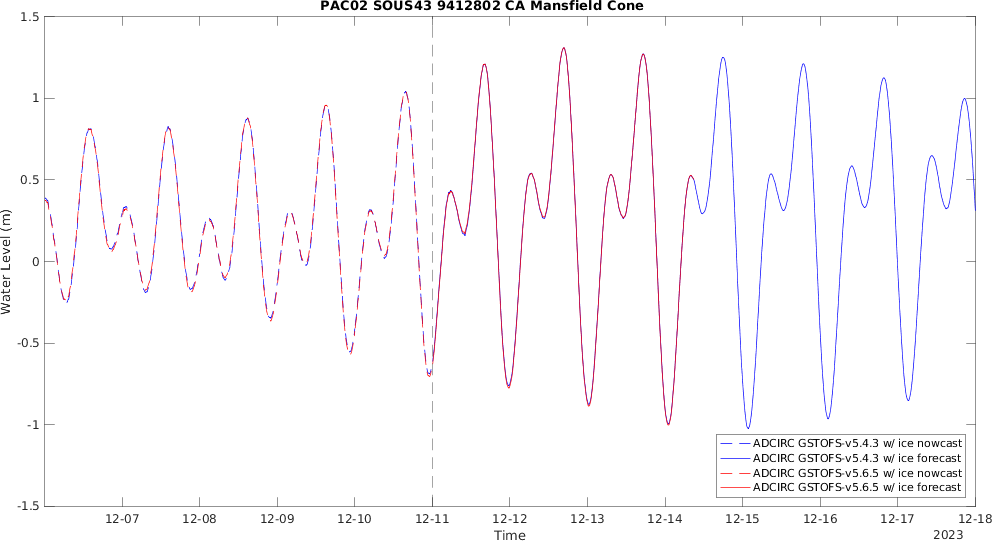 PAC02 SOUS43 9412802 CA Mansfield Cone
1.5
1
0.5
0
-0.5
-1
-1.5
Water Level (m)
12-07 12-08 12-09 12-10 12-11 12-12 12-13 12-14 12-15 12-16 12-17 12-18
Time
2023
ADCIRC GSTOFS-v5.4.3 w/ ice nowcast
ADCIRC GSTOFS-v5.4.3 w/ ice forecast
ADCIRC GSTOFS-v5.6.5 w/ ice nowcast
ADCIRC GSTOFS-v5.6.5 w/ ice forecast